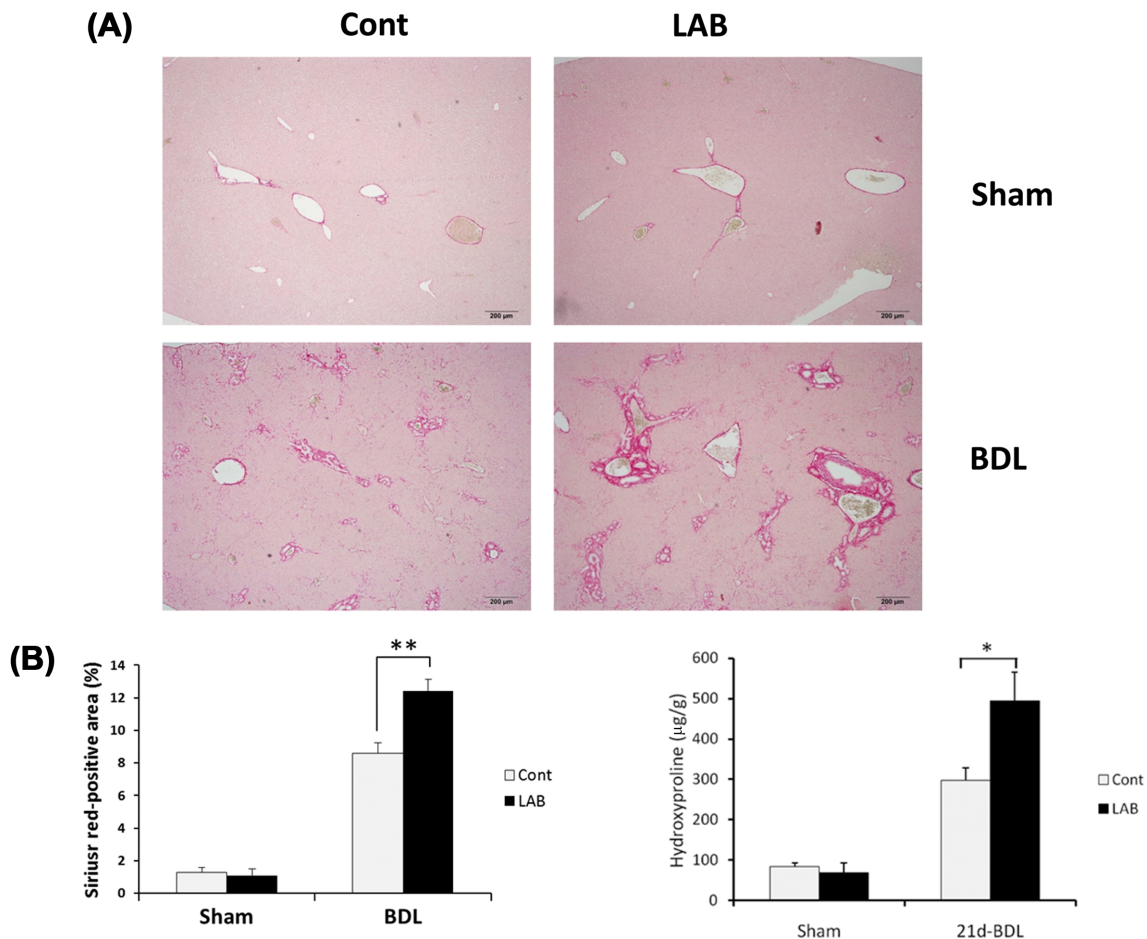 (A)
Cont
LAB
Sham
200 µm
200 µm
BDL
200 µm
200 µm
(B)
Siriusr red-positive area (%)
14
12
10
8
6
4
2
0
**
Sham
BDL
Cont
LAB
Hydroxyproline (µg/g)
600
500
400
300
200
100
0
*
Sham
21d-BDL
Cont
LAB